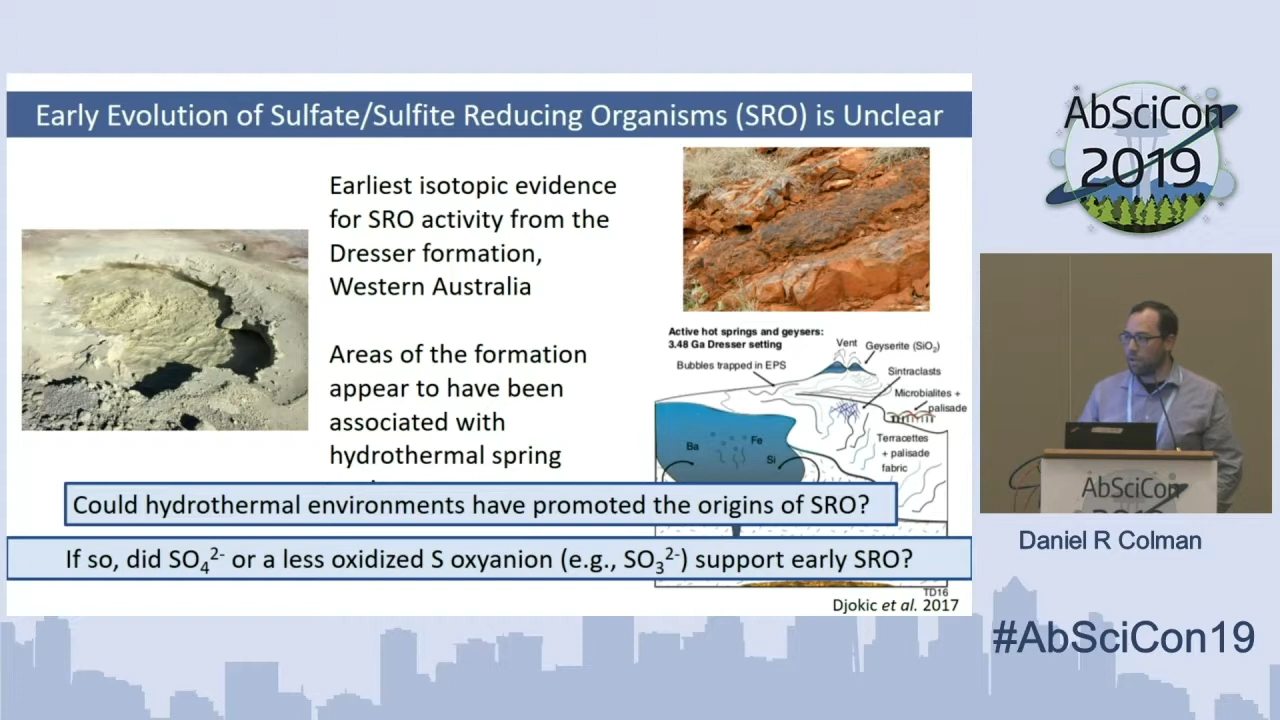 Early Evolution of Sulfate/Sulfite Reducing Organisms (SRO) is Unclear
Earliest isotopic evidence
for SRO activity from the
Dresser formation,
Western Australia
Areas of the formation
appear to have been
associated with
hydrothermal spring
Active hot springs and geysers:
3.48 Ga Dresser setting
Vent
Geyserite (SiO₂)
Bubbles trapped in EPS
Sintraclasts
Microbialites +
palisade
Ba
Fe
Si
Terracettes
+ palisade
fabric
Could hydrothermal environments have promoted the origins of SRO?
If so, did SO₄²⁻ or a less oxidized S oxyanion (e.g., SO₃²⁻) support early SRO?
TD16
Djokic et al. 2017
AbSciCon
2019
AbSciCon
2019
Daniel R Colman
#AbSciCon19